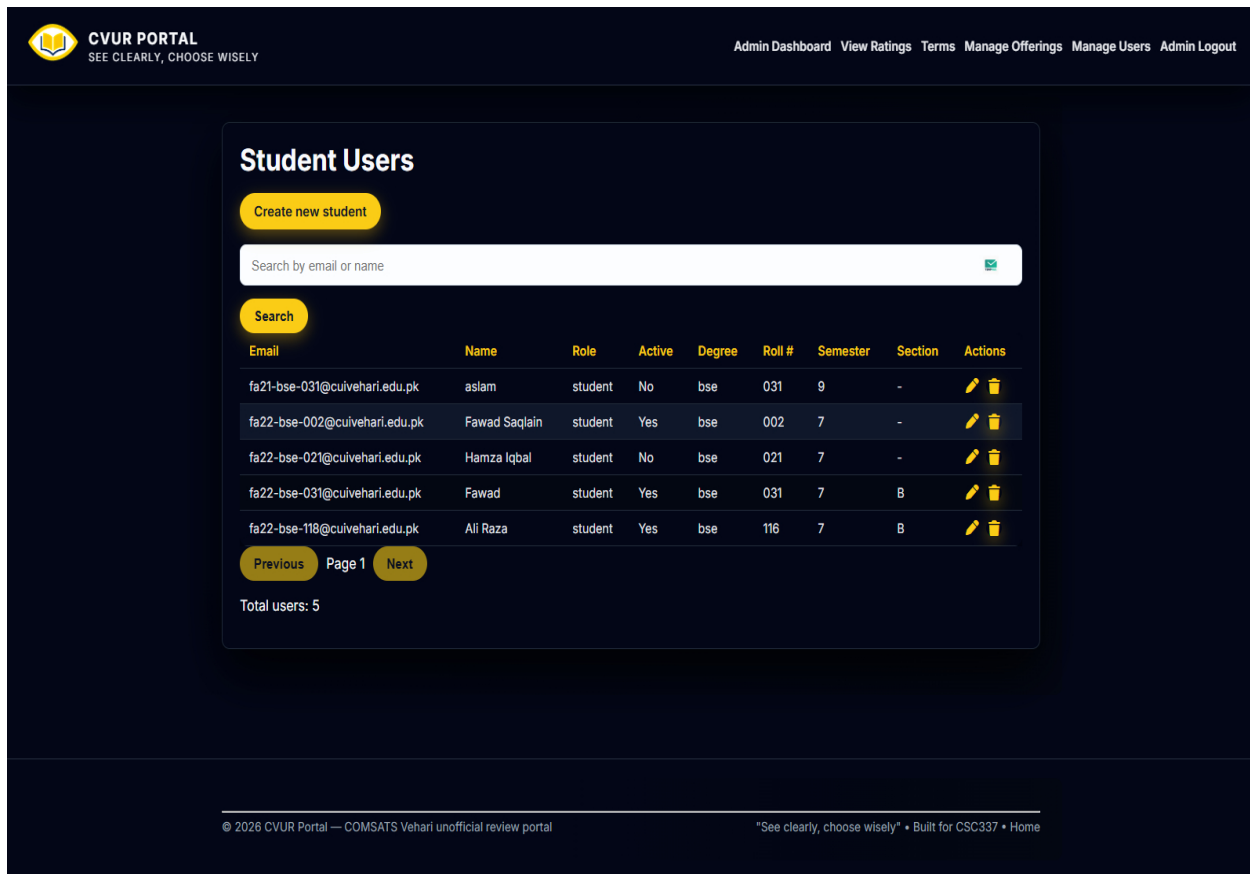 CVUR PORTAL
SEE CLEARLY, CHOOSE WISELY
Admin Dashboard View Ratings Terms Manage Offerings Manage Users Admin Logout
Student Users
Create new student
Search by email or name
Search
Email Name Role Active Degree Roll # Semester Section Actions
fa21-bse-031@cuivehari.edu.pk aslam student No bse 031 9 -
fa22-bse-002@cuivehari.edu.pk Fawad Saqlain student Yes bse 002 7 -
fa22-bse-021@cuivehari.edu.pk Hamza Iqbal student No bse 021 7 -
fa22-bse-031@cuivehari.edu.pk Fawad student Yes bse 031 7 B
fa22-bse-118@cuivehari.edu.pk Ali Raza student Yes bse 116 7 B
Previous Page 1 Next
Total users: 5
© 2026 CVUR Portal — COMSATS Vehari unofficial review portal "See clearly, choose wisely" • Built for CSC337 • Home